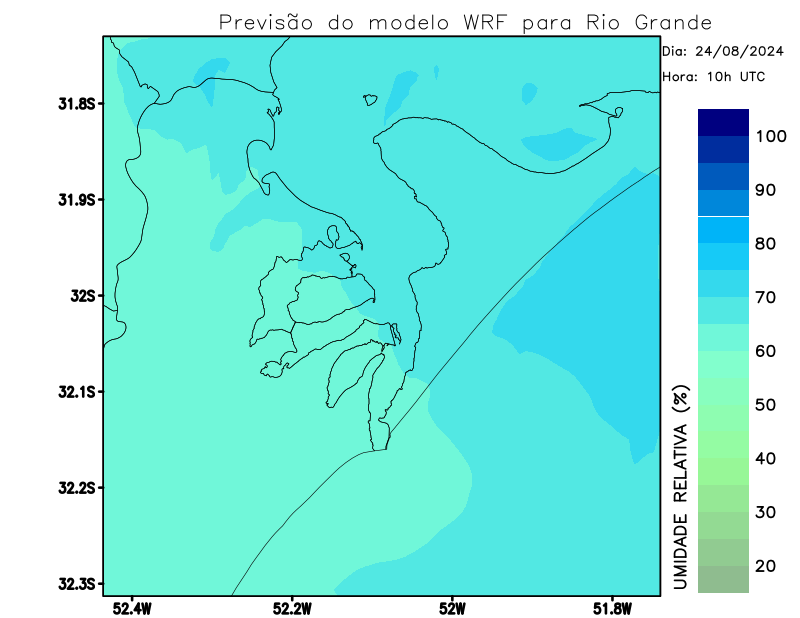 Previsão do modelo WRF para Rio Grande
Dia: 24/08/2024
Hora: 10h UTC
31.8S
31.9S
32S
32.1S
32.2S
32.3S
52.4W
52.2W
52W
51.8W
100
90
80
70
60
50
40
30
20
UMIDADE RELATIVA (%)